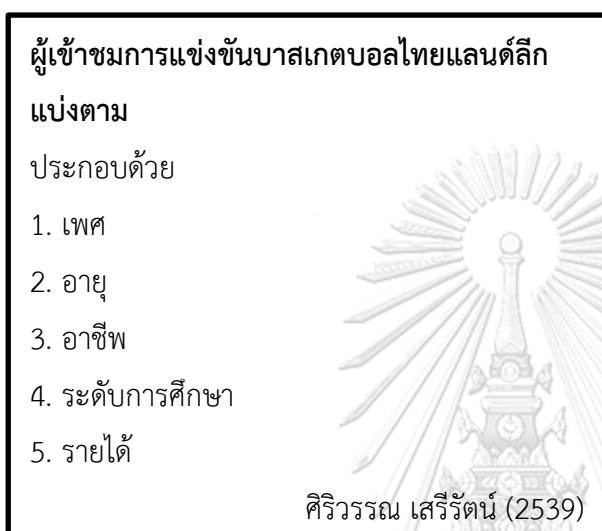 ผู้เข้าชมการแข่งขันบาสเกตบอลไทยแลนด์ลีก
แบ่งตาม
ประกอบด้วย
1. เพศ
2. อายุ
3. อาชีพ
4. ระดับการศึกษา
5. รายได้
ศิริวรรณ เสรีรัตน์ (2539)